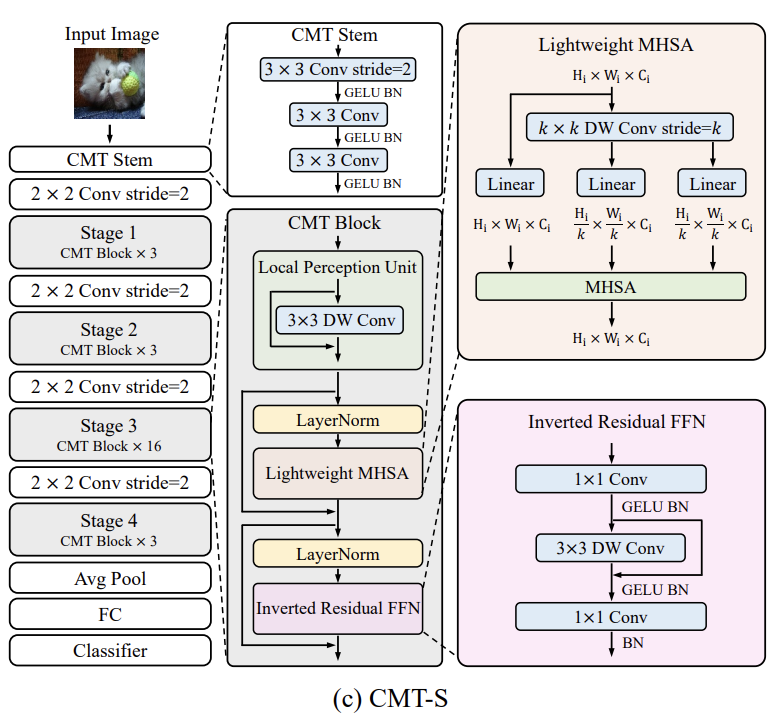 Input Image
CMT Stem
2 × 2 Conv stride=2
Stage 1
CMT Block × 3
2 × 2 Conv stride=2
Stage 2
CMT Block × 3
2 × 2 Conv stride=2
Stage 3
CMT Block × 16
2 × 2 Conv stride=2
Stage 4
CMT Block × 3
Avg Pool
FC
Classifier
CMT Stem
3 × 3 Conv stride=2
GELU BN
3 × 3 Conv
GELU BN
3 × 3 Conv
GELU BN
CMT Block
Local Perception Unit
3×3 DW Conv
LayerNorm
Lightweight MHSA
LayerNorm
Inverted Residual FFN
Lightweight MHSA
Hᵢ × Wᵢ × Cᵢ
k × k DW Conv stride=k
Linear Linear Linear
Hᵢ × Wᵢ × Cᵢ Hᵢ/k × Wᵢ/k × Cᵢ Hᵢ/k × Wᵢ/k × Cᵢ
MHSA
Hᵢ × Wᵢ × Cᵢ
Inverted Residual FFN
1×1 Conv
GELU BN
3×3 DW Conv
GELU BN
1×1 Conv
BN
(c) CMT-S